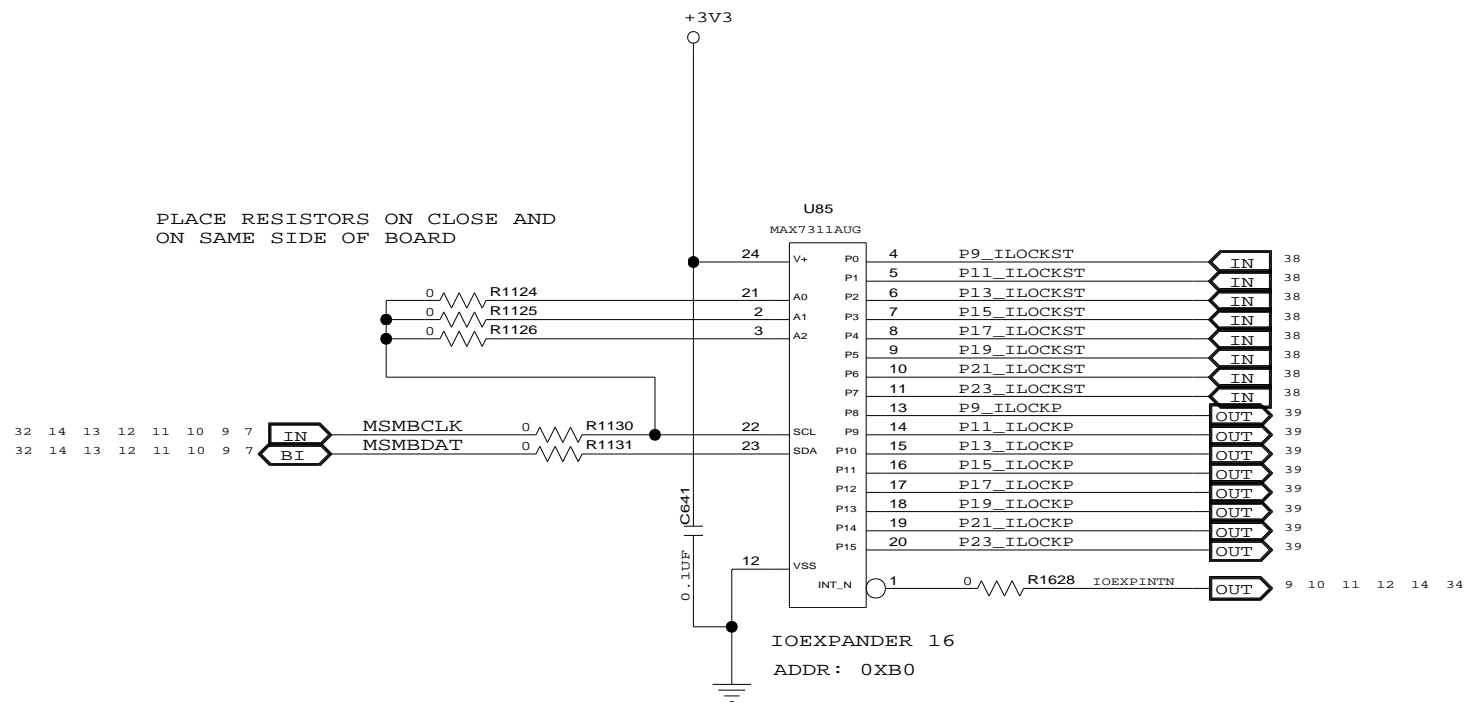 +3V3
PLACE RESISTORS ON CLOSE AND
ON SAME SIDE OF BOARD
U85
MAX7311AUG
24 V+ P0 4 P9_ILOCKST IN 38
P1 5 P11_ILOCKST IN 38
0 R1124 21 A0 P2 6 P13_ILOCKST IN 38
0 R1125 2 A1 P3 7 P15_ILOCKST IN 38
0 R1126 3 A2 P4 8 P17_ILOCKST IN 38
P5 9 P19_ILOCKST IN 38
P6 10 P21_ILOCKST IN 38
P7 11 P23_ILOCKST IN 38
P8 13 P9_ILOCKP OUT 39
32 14 13 12 11 10 9 7 IN MSMBCLK 0 R1130 22 SCL P9 14 P11_ILOCKP OUT 39
32 14 13 12 11 10 9 7 BI MSMBDAT 0 R1131 23 SDA P10 15 P13_ILOCKP OUT 39
P11 16 P15_ILOCKP OUT 39
P12 17 P17_ILOCKP OUT 39
P13 18 P19_ILOCKP OUT 39
P14 19 P21_ILOCKP OUT 39
P15 20 P23_ILOCKP OUT 39
C641
0.1UF
12 VSS
INT_N 1 0 R1628 IOEXPINTN OUT 9 10 11 12 14 34
IOEXPANDER 16
ADDR: 0XB0